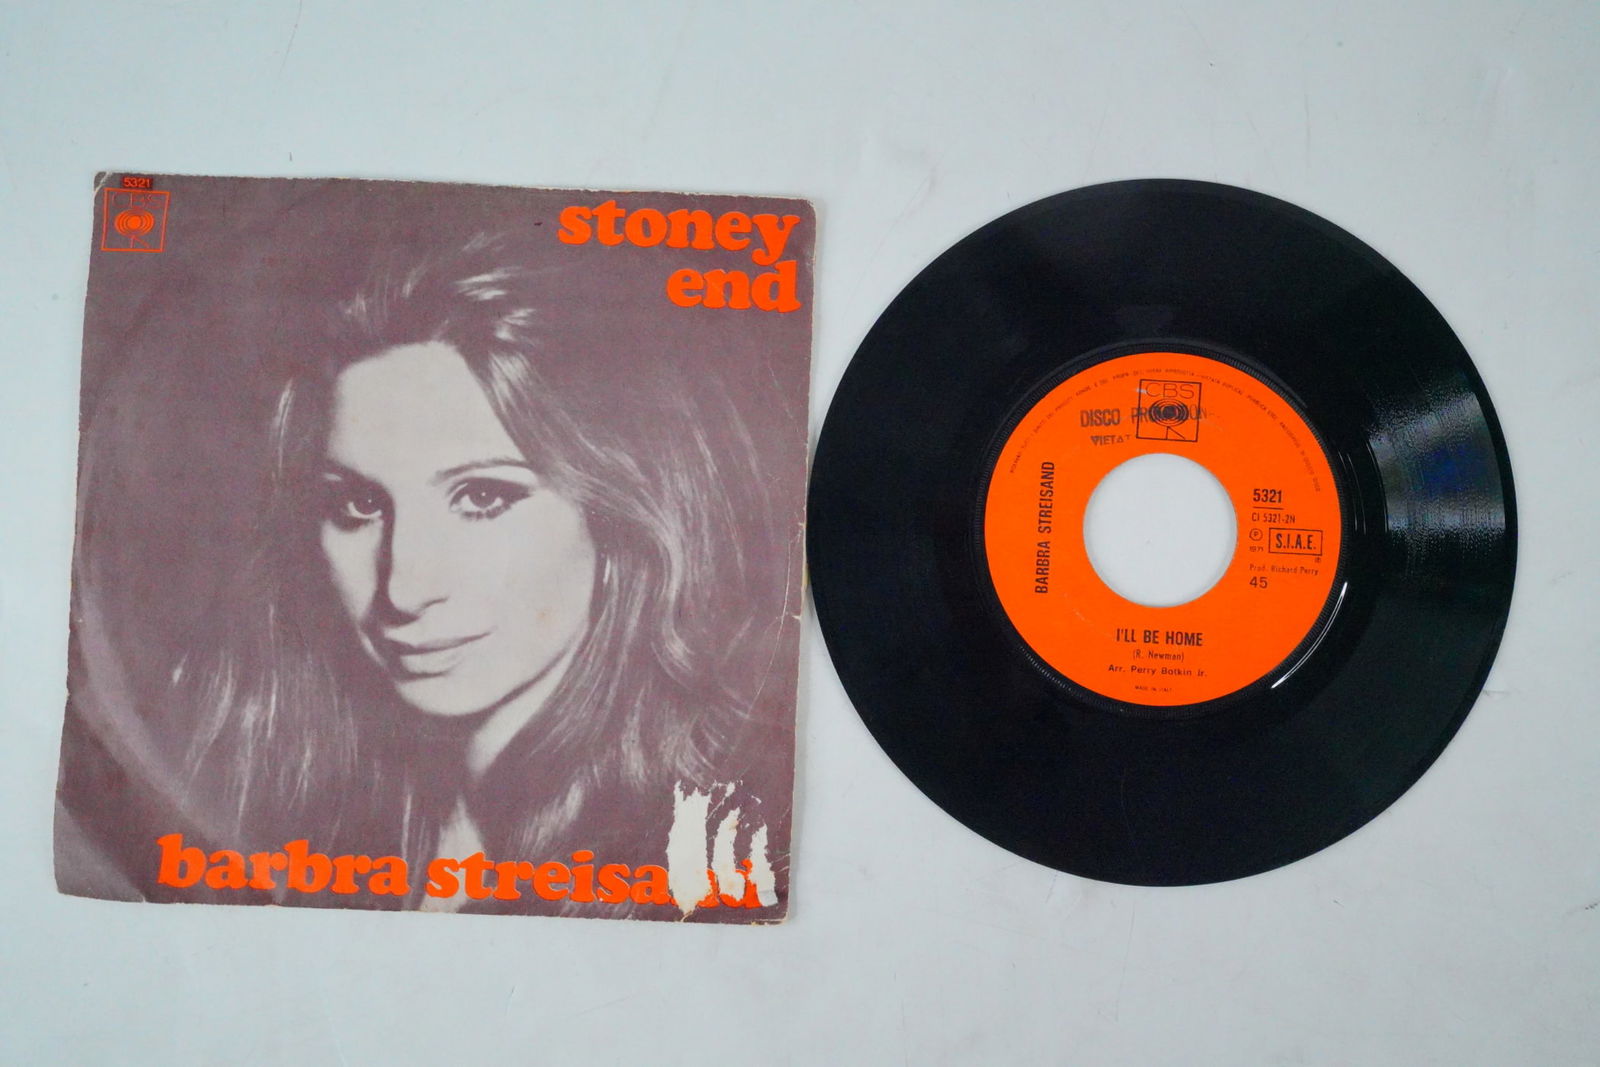 5321
CBS
stoney
end
barbra streisand
CBS
DISCO PROMOZION
VIETAT
BARBRA STREISAND
5321
CI 5321-2N
P
1971
S.I.A.E.
Prod. Richard Perry
45
I'LL BE HOME
(R. Newman)
Arr. Perry Botkin Jr.
MADE IN ITALY